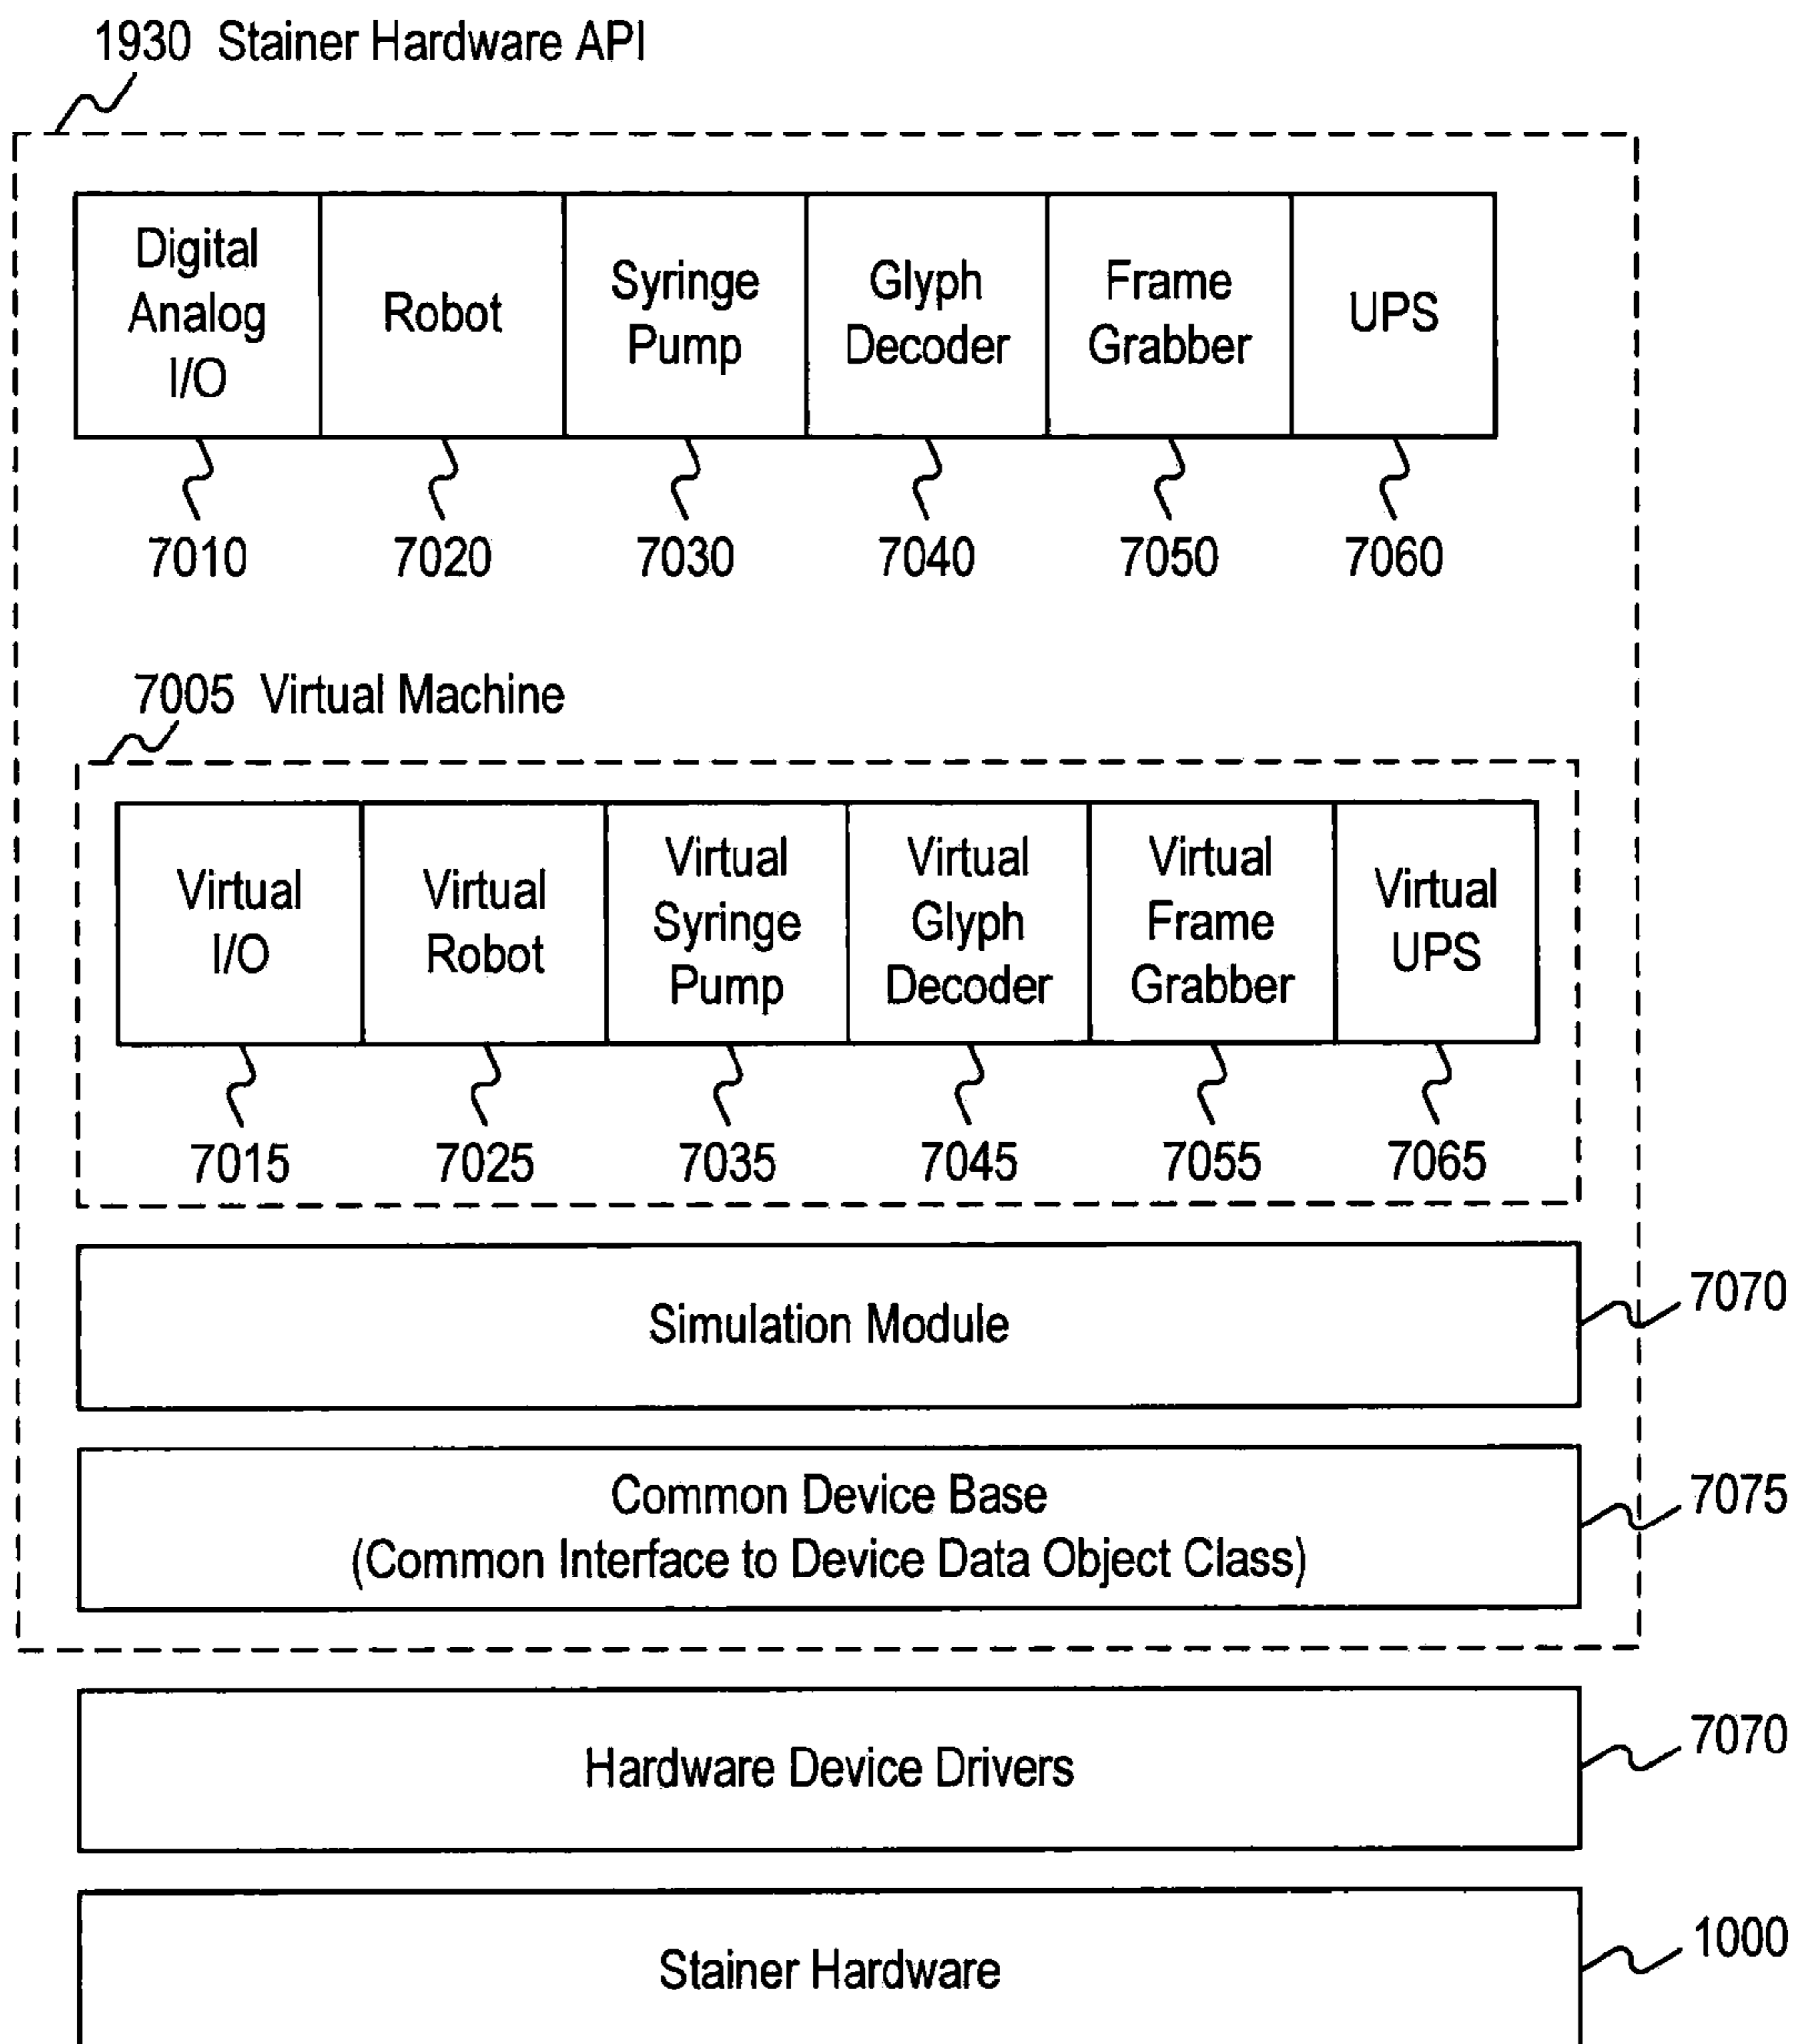 1930 Stainer Hardware API
Digital
Analog
I/O
Robot
Syringe
Pump
Glyph
Decoder
Frame
Grabber
UPS
7010
7020
7030
7040
7050
7060
7005 Virtual Machine
Virtual
I/O
Virtual
Robot
Virtual
Syringe
Pump
Virtual
Glyph
Decoder
Virtual
Frame
Grabber
Virtual
UPS
7015
7025
7035
7045
7055
7065
Simulation Module
7070
Common Device Base
(Common Interface to Device Data Object Class)
7075
Hardware Device Drivers
7070
Stainer Hardware
1000